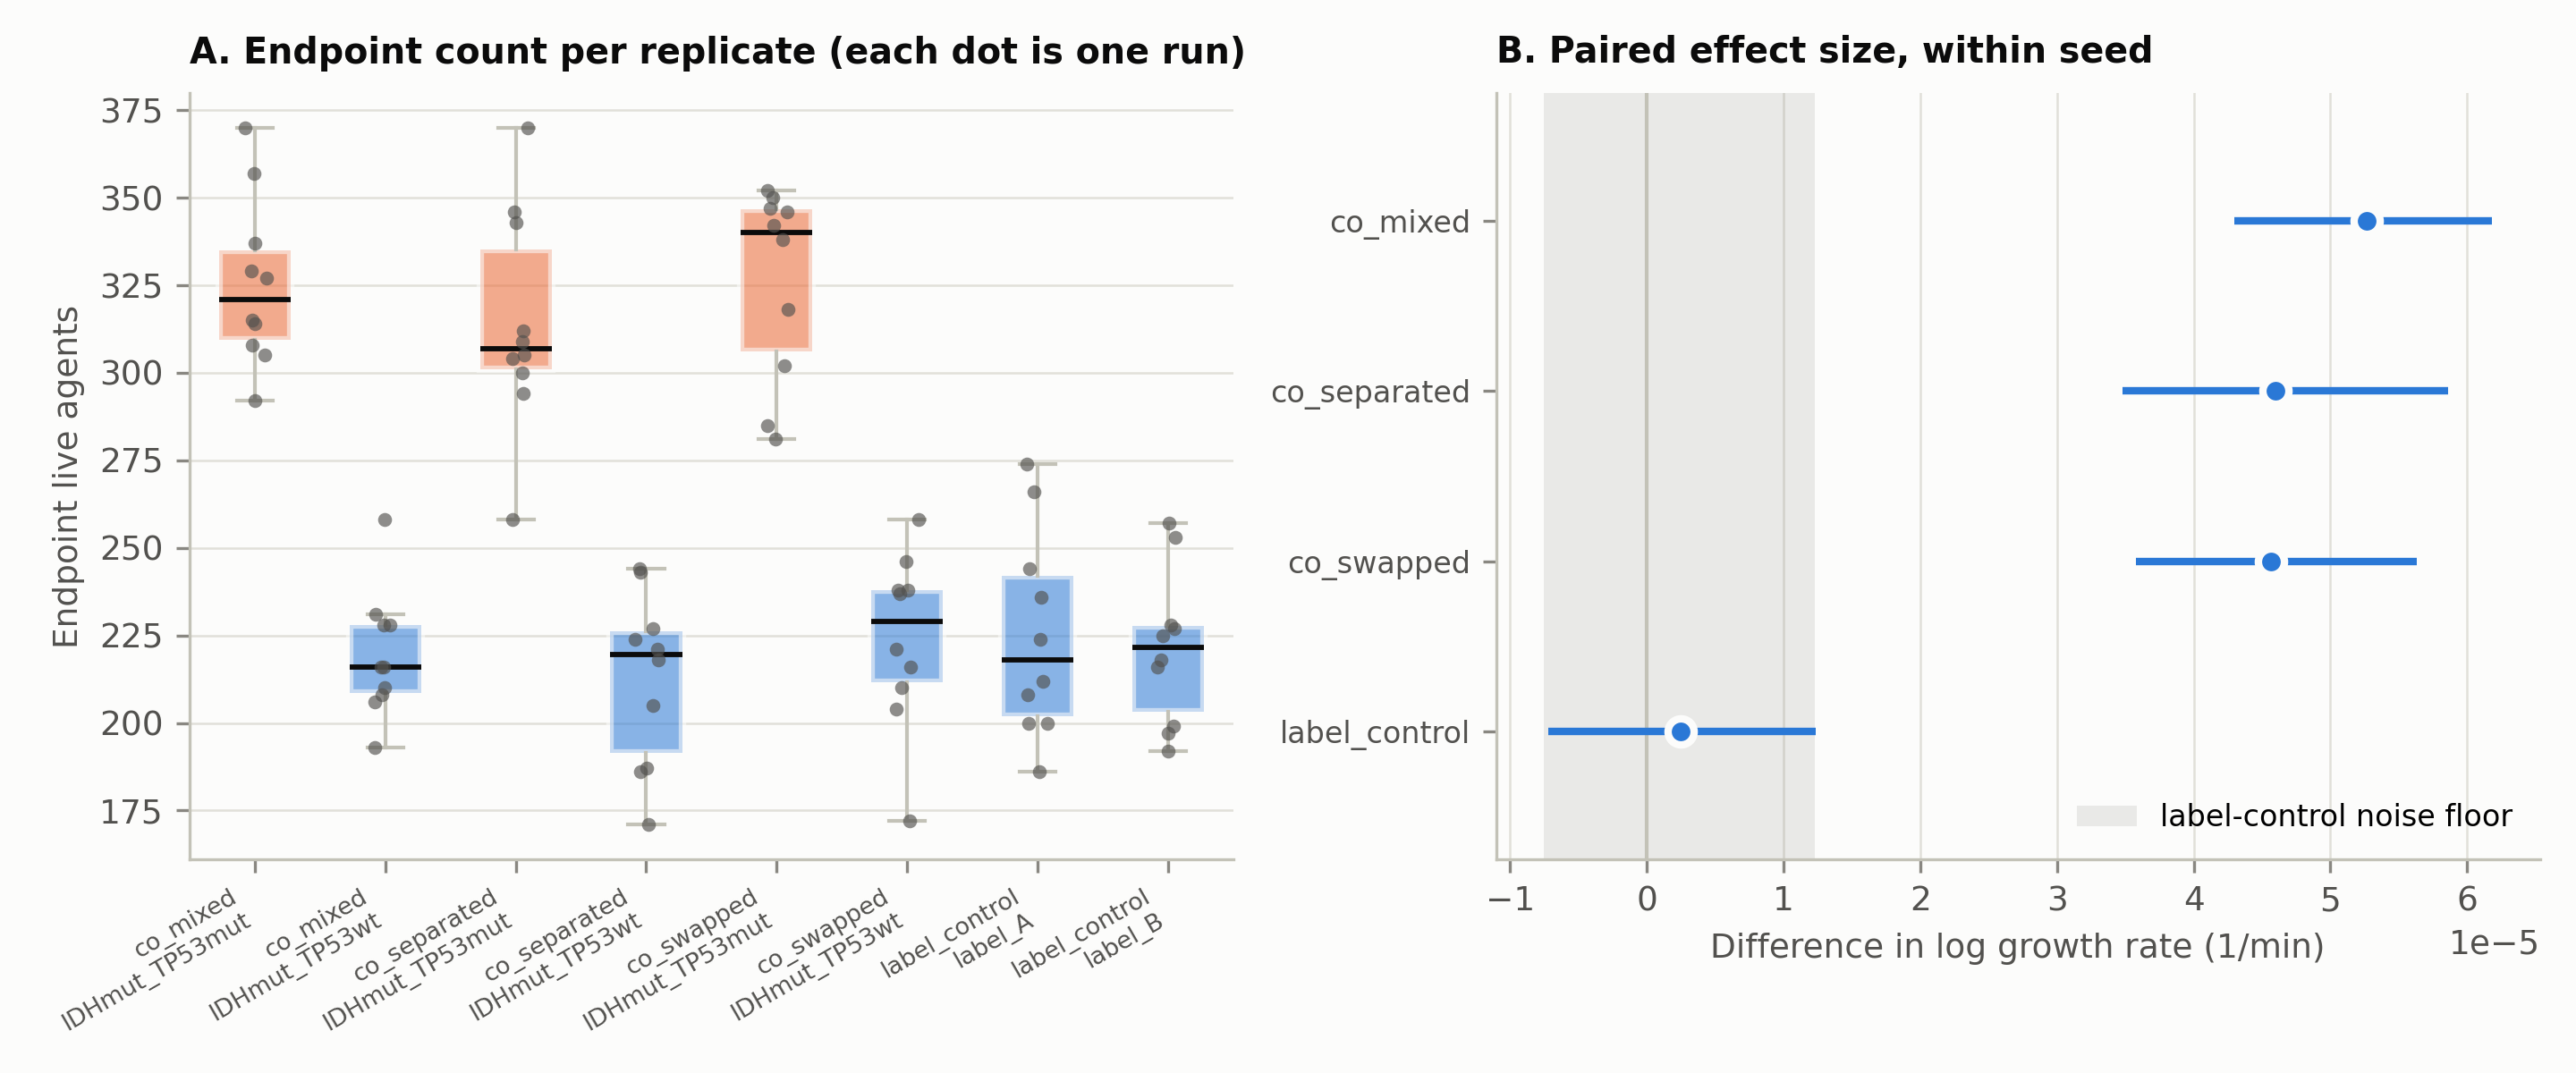 A. Endpoint count per replicate (each dot is one run)
375
350
325
300
275
250
225
200
175
Endpoint live agents
co_mixed
IDHmut_TP53mut
co_mixed
IDHmut_TP53wt
co_separated
IDHmut_TP53mut
co_separated
IDHmut_TP53wt
co_swapped
IDHmut_TP53mut
co_swapped
IDHmut_TP53wt
label_control
label_A
label_control
label_B
B. Paired effect size, within seed
co_mixed
co_separated
co_swapped
label_control
label-control noise floor
−1 0 1 2 3 4 5 6
Difference in log growth rate (1/min)
1e−5